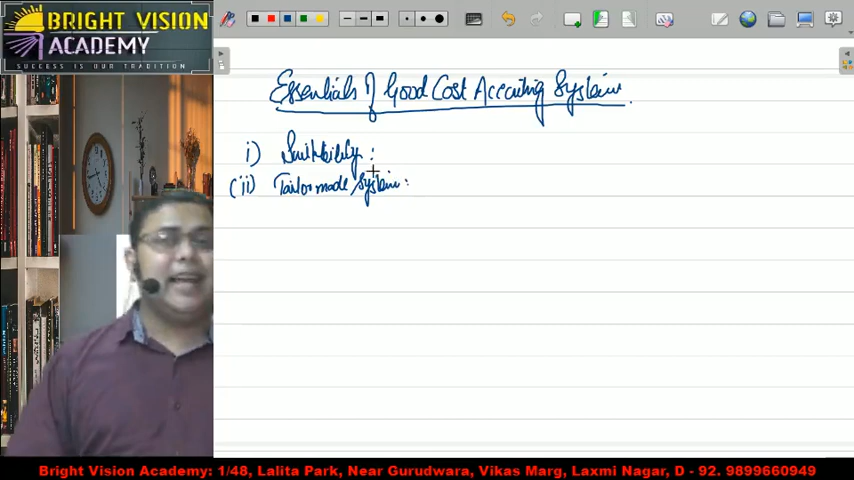 BRIGHT VISION
ACADEMY
SUCCESS IS OUR TRADITION
Essentials of Good Cost Accounting System.
i) Suitability :
(ii) Tailormade System :
Bright Vision Academy: 1/48, Lalita Park, Near Gurudwara, Vikas Marg, Laxmi Nagar, D - 92. 9899660949